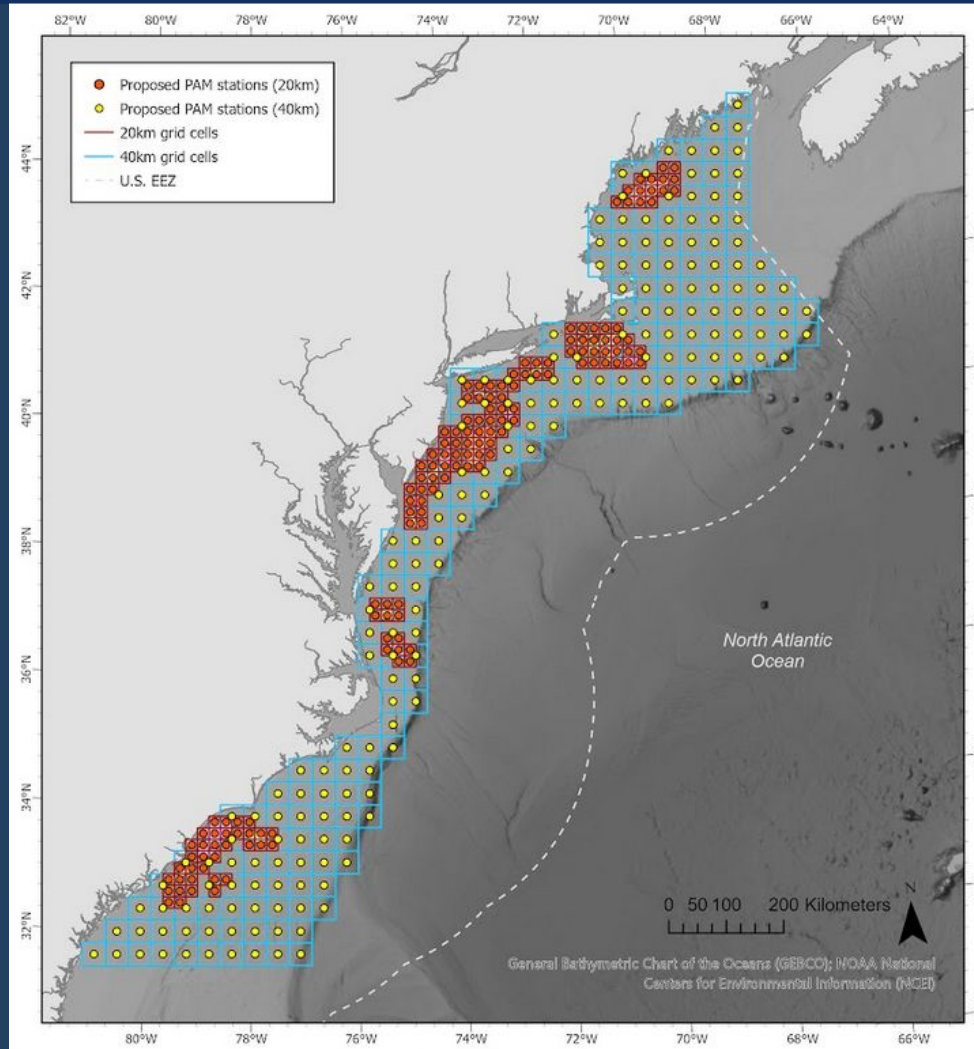 82°W 80°W 78°W 76°W 74°W 72°W 70°W 68°W 66°W 64°W
Proposed PAM stations (20km)
Proposed PAM stations (40km)
20km grid cells
40km grid cells
U.S. EEZ
44°N
42°N
40°N
38°N
36°N
34°N
32°N
North Atlantic
Ocean
N
0 50 100 200 Kilometers
General Bathymetric Chart of the Oceans (GEBCO); NOAA National
Centers for Environmental Information (NCEI)
80°W 78°W 76°W 74°W 72°W 70°W 68°W 66°W